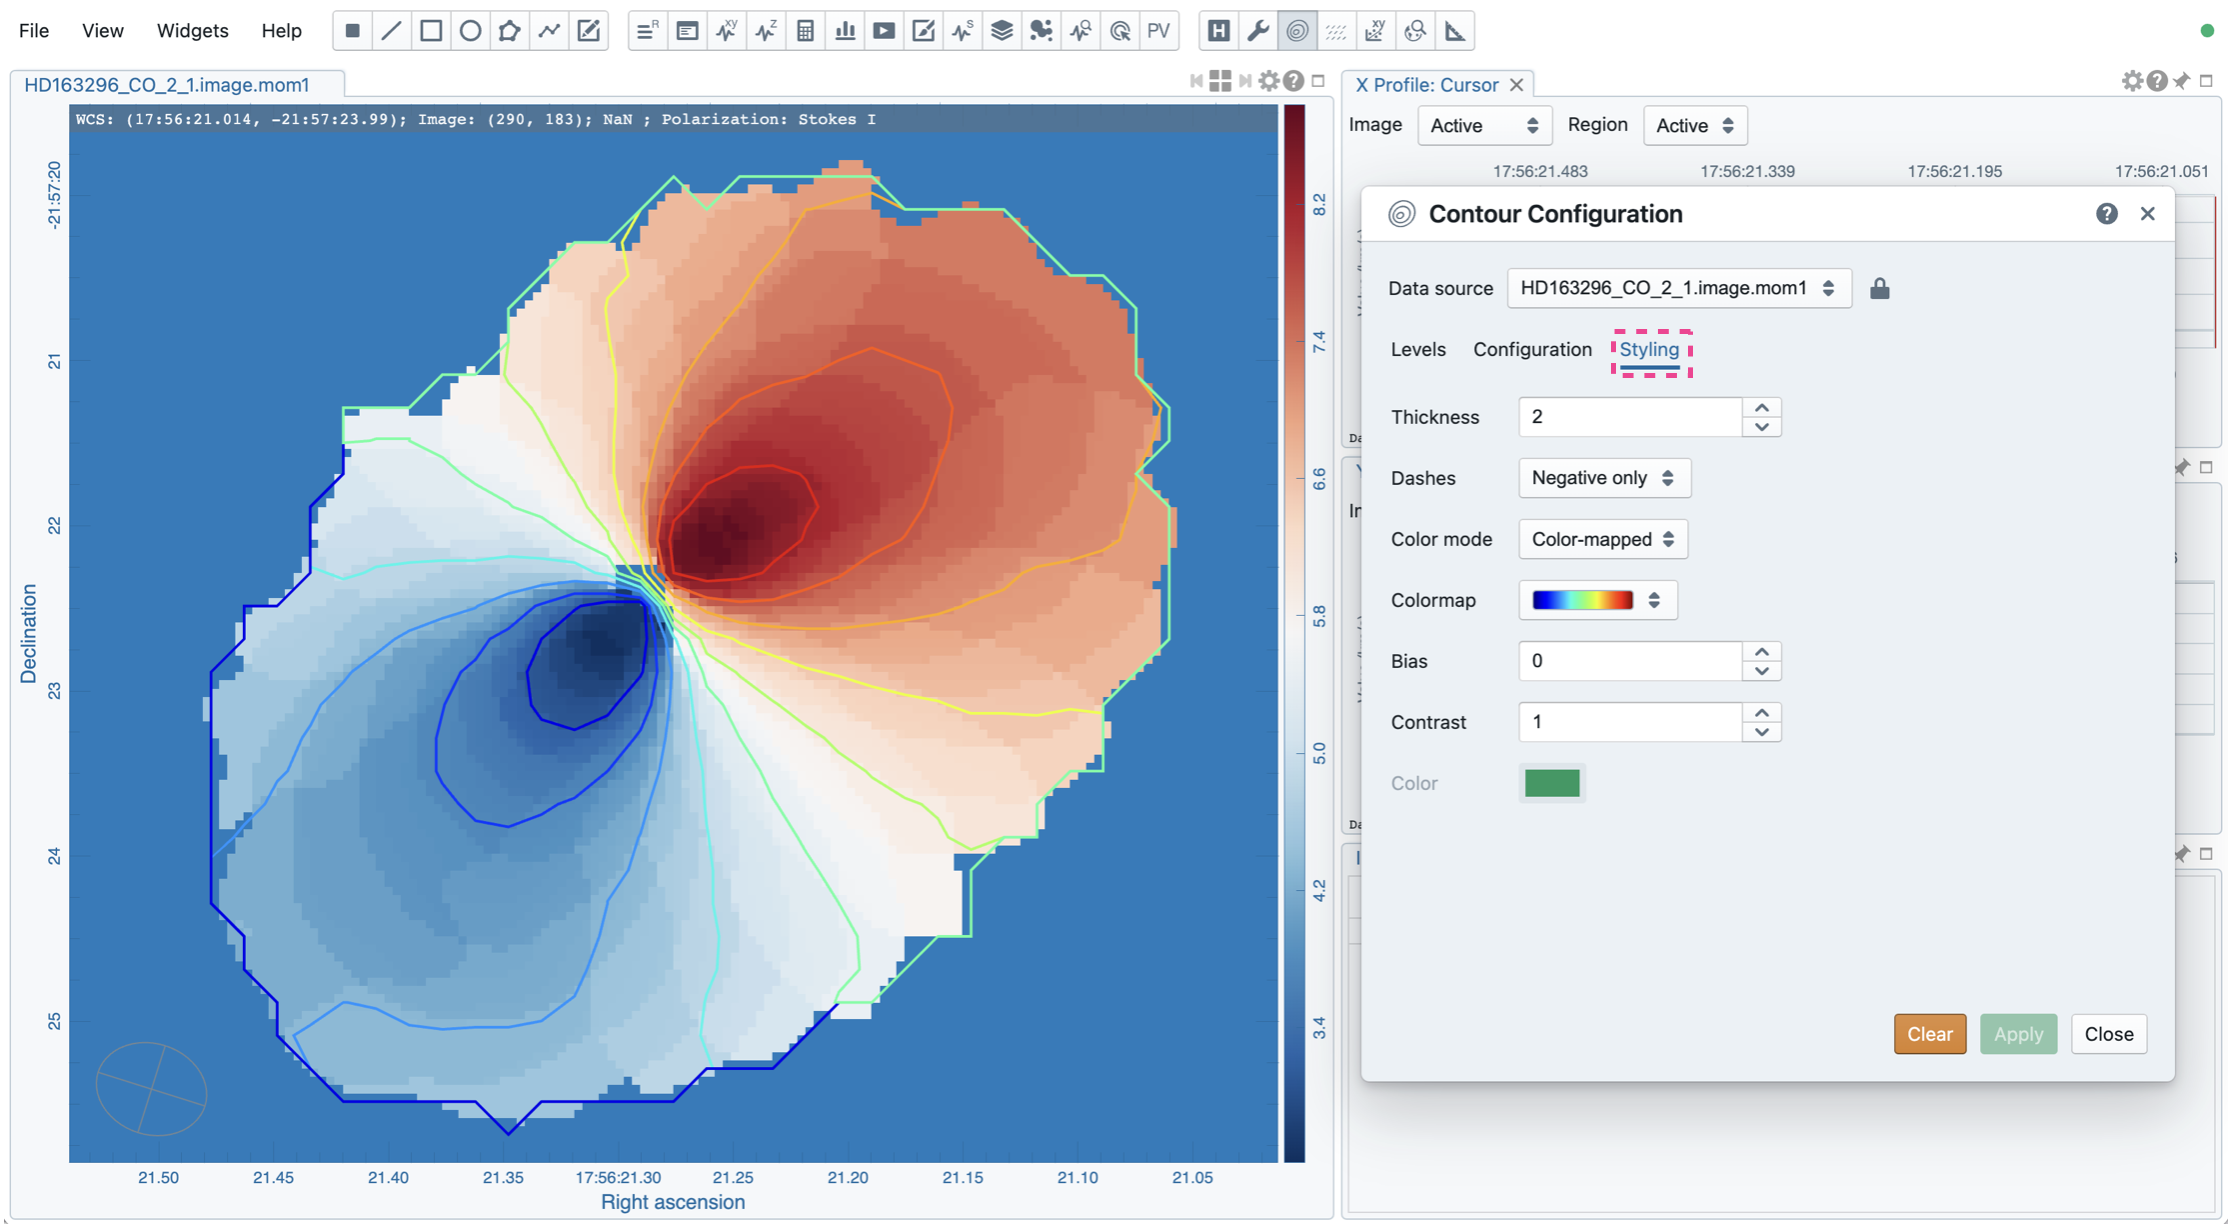 File View Widgets Help
R
XY
Z
S
PV
H
XY
HD163296_CO_2_1.image.mom1
X Profile: Cursor
WCS: (17:56:21.014, -21:57:23.99); Image: (290, 183); NaN ; Polarization: Stokes I
Image Active Region Active
17:56:21.483 17:56:21.339 17:56:21.195 17:56:21.051
Contour Configuration
Data source HD163296_CO_2_1.image.mom1
Levels Configuration Styling
Thickness 2
Dashes Negative only
Color mode Color-mapped
Colormap
Bias 0
Contrast 1
Color
Clear Apply Close
Da
Da
-21:57:20
21
22
23
24
25
Declination
8.2
7.4
6.6
5.8
5.0
4.2
3.4
21.50 21.45 21.40 21.35 17:56:21.30 21.25 21.20 21.15 21.10 21.05
Right ascension